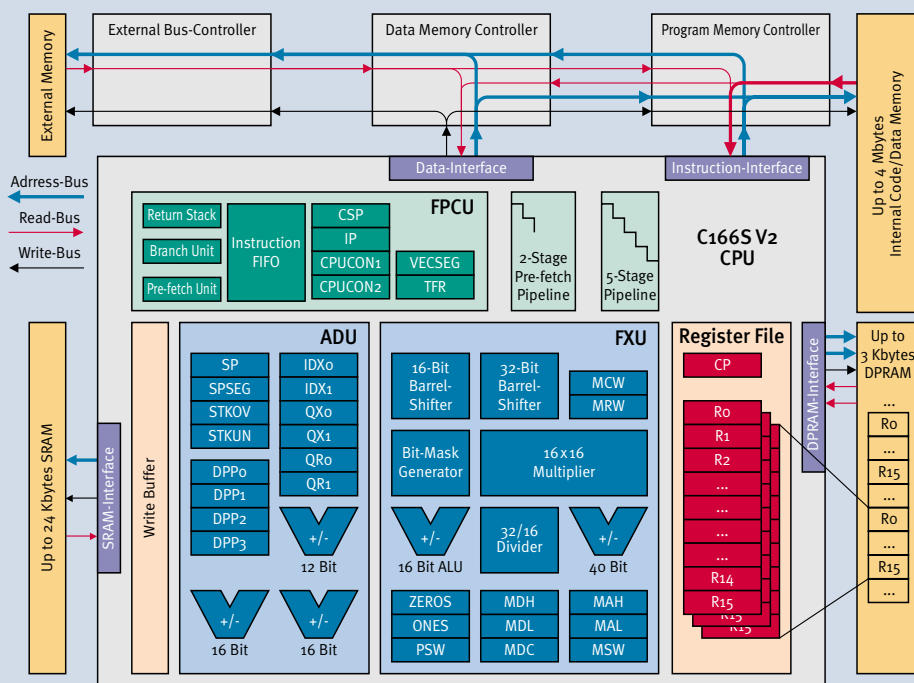 External Memory
External Bus-Controller
Data Memory Controller
Program Memory Controller
Up to 4 Mbytes
Internal Code/Data Memory
Data-Interface
Instruction-Interface
Adrress-Bus
Read-Bus
Write-Bus
FPCU
Return Stack
Branch Unit
Pre-fetch Unit
Instruction
FIFO
CSP
IP
CPUCON1
CPUCON2
VECSEG
TFR
2-Stage
Pre-fetch
Pipeline
5-Stage
Pipeline
C166S V2
CPU
Up to 24 Kbytes SRAM
SRAM-Interface
Write Buffer
ADU
SP
SPSEG
STKOV
STKUN
DPP0
DPP1
DPP2
DPP3
IDX0
IDX1
QX0
QX1
QR0
QR1
+/-
12 Bit
+/-
16 Bit
+/-
16 Bit
FXU
16-Bit
Barrel-
Shifter
32-Bit
Barrel-
Shifter
MCW
MRW
Bit-Mask
Generator
16x16
Multiplier
+/-
16 Bit ALU
32/16
Divider
+/-
40 Bit
ZEROS
ONES
PSW
MDH
MDL
MDC
MAH
MAL
MSW
Register File
CP
R0
R1
R2
...
...
...
...
R14
R15
R15
R15
DPRAM-Interface
Up to
3 Kbytes
DPRAM
...
R0
...
R15
...
R0
...
R15
...